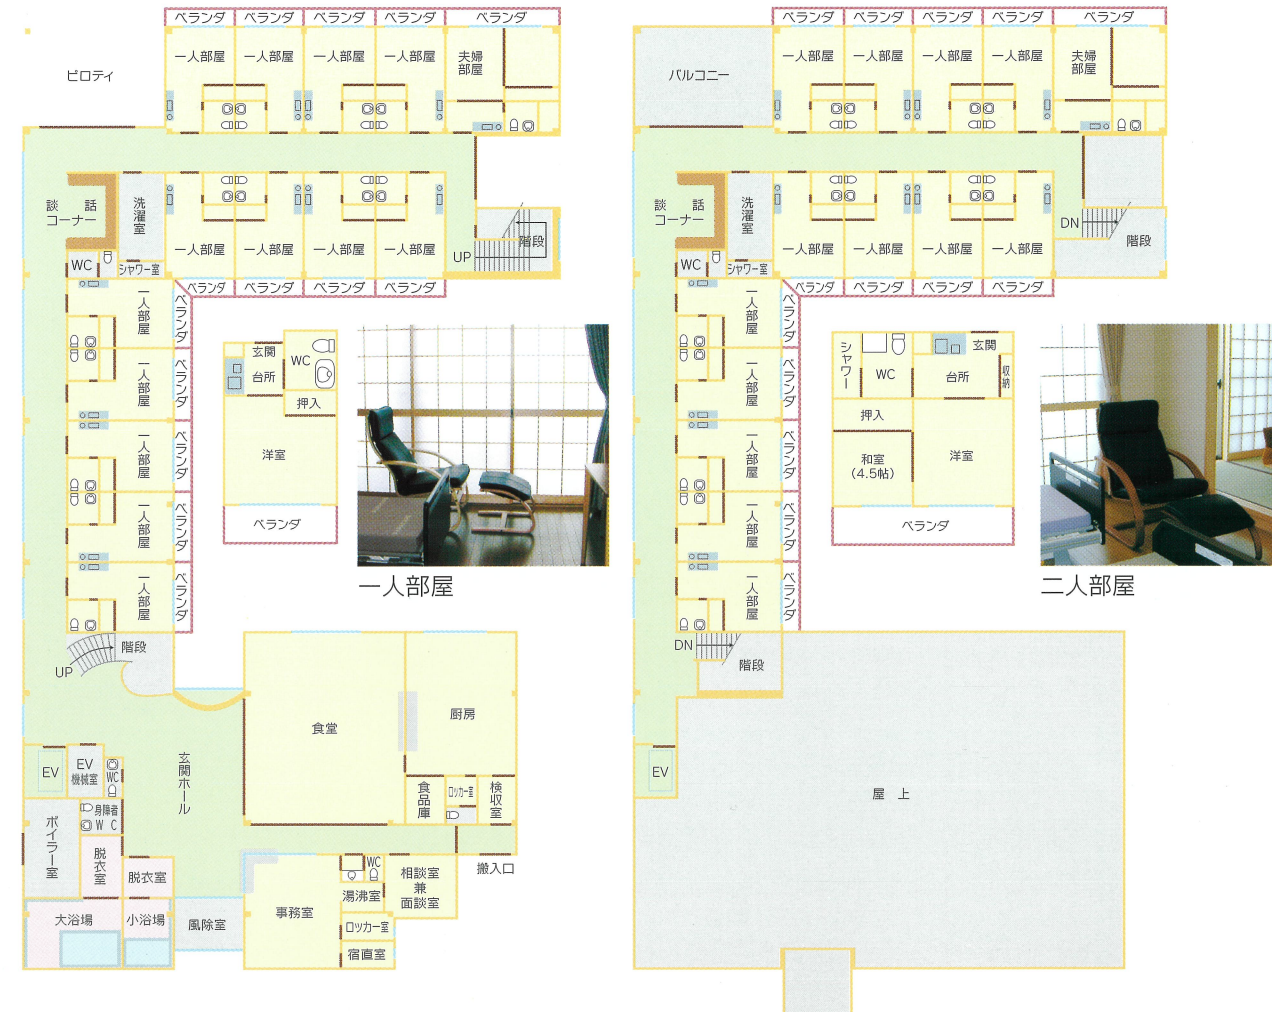 ベランダ
ベランダ
ベランダ
ベランダ
ベランダ
ピロティ
一人部屋
一人部屋
一人部屋
一人部屋
夫婦
部屋
談話
コーナー
洗濯室
WC
シャワー室
一人部屋
一人部屋
一人部屋
一人部屋
UP
階段
ベランダ
ベランダ
ベランダ
ベランダ
一人部屋
ベランダ
一人部屋
ベランダ
一人部屋
ベランダ
一人部屋
ベランダ
一人部屋
ベランダ
玄関
台所
WC
押入
洋室
ベランダ
一人部屋
UP
階段
食堂
厨房
玄関ホール
EV
EV
機械室
WC
身障者
WC
ボイラー室
脱衣室
脱衣室
大浴場
小浴場
風除室
食品庫
ロッカー室
検収室
搬入口
事務室
WC
湯沸室
ロッカー室
宿直室
相談室
兼
面談室
ベランダ
ベランダ
ベランダ
ベランダ
ベランダ
バルコニー
一人部屋
一人部屋
一人部屋
一人部屋
夫婦
部屋
談話
コーナー
洗濯室
WC
シャワー室
一人部屋
一人部屋
一人部屋
一人部屋
DN
階段
ベランダ
ベランダ
ベランダ
ベランダ
一人部屋
ベランダ
一人部屋
ベランダ
一人部屋
ベランダ
一人部屋
ベランダ
一人部屋
ベランダ
シャワー
WC
台所
玄関
収納
押入
和室
(4.5帖)
洋室
ベランダ
二人部屋
DN
階段
EV
屋上